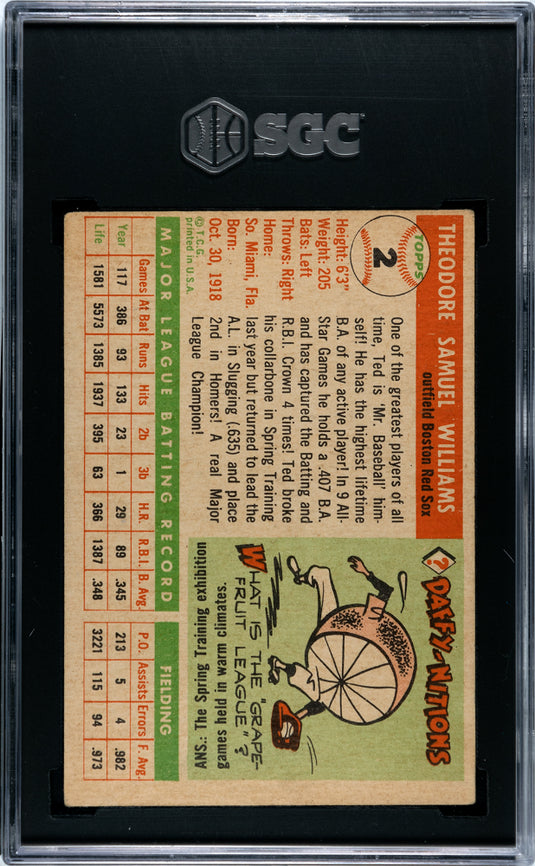 SGC
TOPPS
2
THEODORE SAMUEL WILLIAMS
outfield Boston Red Sox
Height: 6'3"
Weight: 205
Bats: Left
Throws: Right
Home:
So. Miami, Fla.
Born:
Oct. 30, 1918
© T.C.G.
printed in U.S.A.
One of the greatest players of all
time, Ted is 'Mr. Baseball' him-
self! He has the highest lifetime
B.A. of any active player! In 9 All-
Star Games he holds a .407 B.A.
and has captured the Batting and
R.B.I. Crown 4 times! Ted broke
his collarbone in Spring Training
last year but returned to lead the
A.L. in Slugging (.635) and place
2nd in Homers! A real Major
League Champion!
? DAFFY-NITIONS
WHAT IS THE "GRAPE-
FRUIT LEAGUE"?
ANS.: The Spring Training exhibition
games held in warm climates.
MAJOR LEAGUE BATTING RECORD FIELDING
Games At Bat Runs Hits 2b 3b H.R. R.B.I. B. Avg. P.O. Assists Errors F. Avg.
Year 117 386 93 133 23 1 29 89 .345 213 5 4 .982
Life 1581 5573 1385 1937 395 63 366 1387 .348 3221 115 94 .973